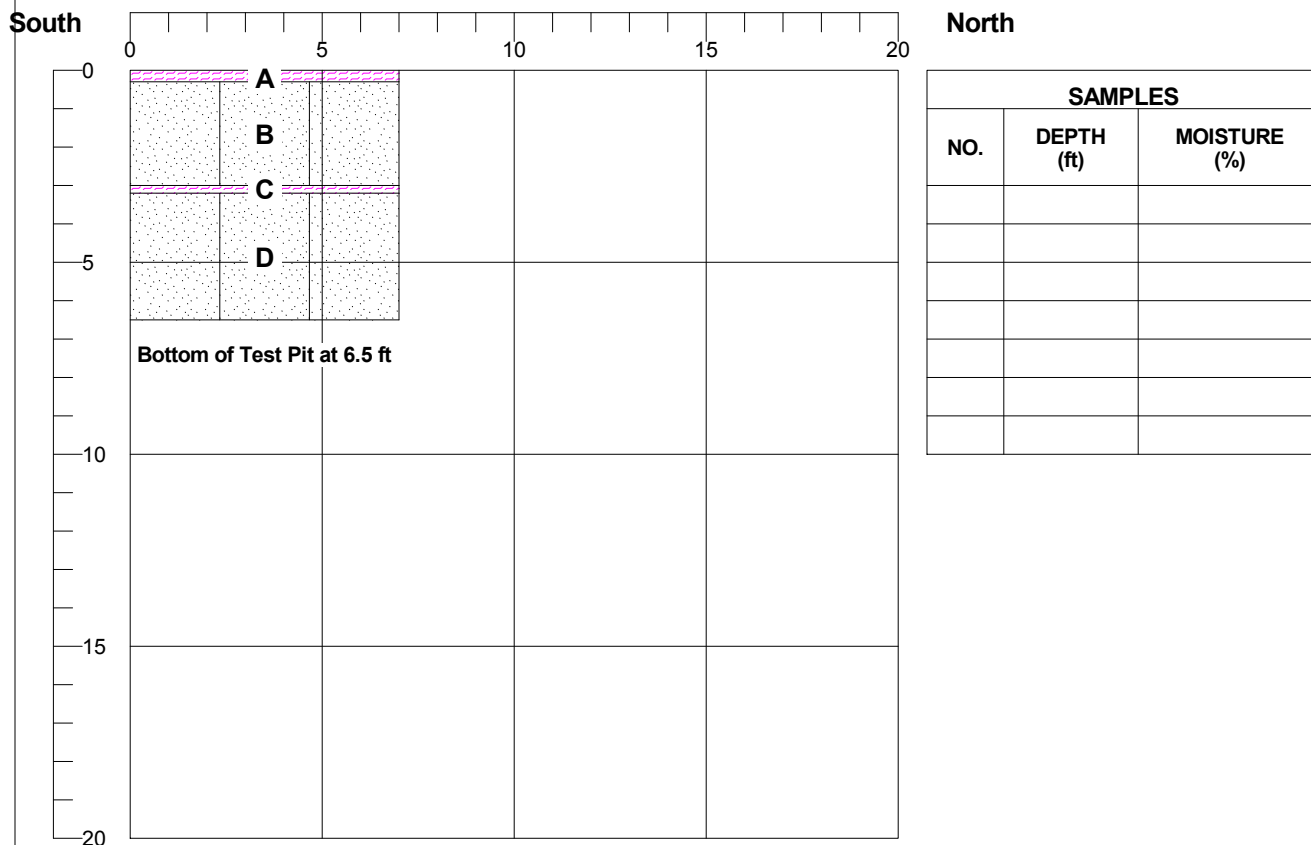 South
North
0 5 10 15 20
0
A
SAMPLES
NO.
DEPTH
(ft)
MOISTURE
(%)
B
C
D
5
Bottom of Test Pit at 6.5 ft
10
15
20